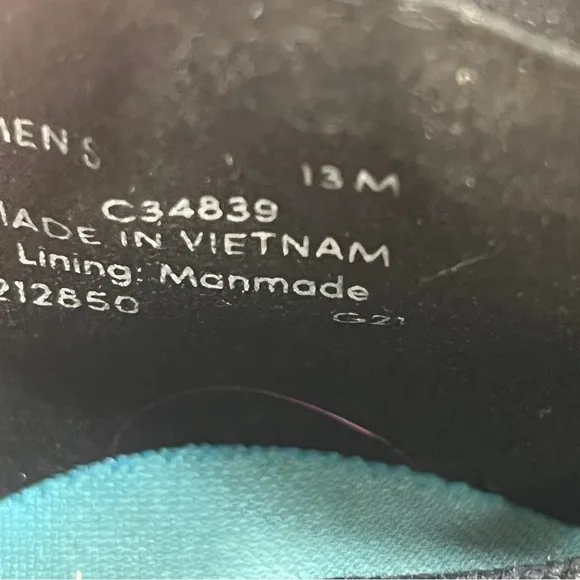 MENS
13 M
C34839
MADE IN VIETNAM
Lining: Manmade
212850
G21